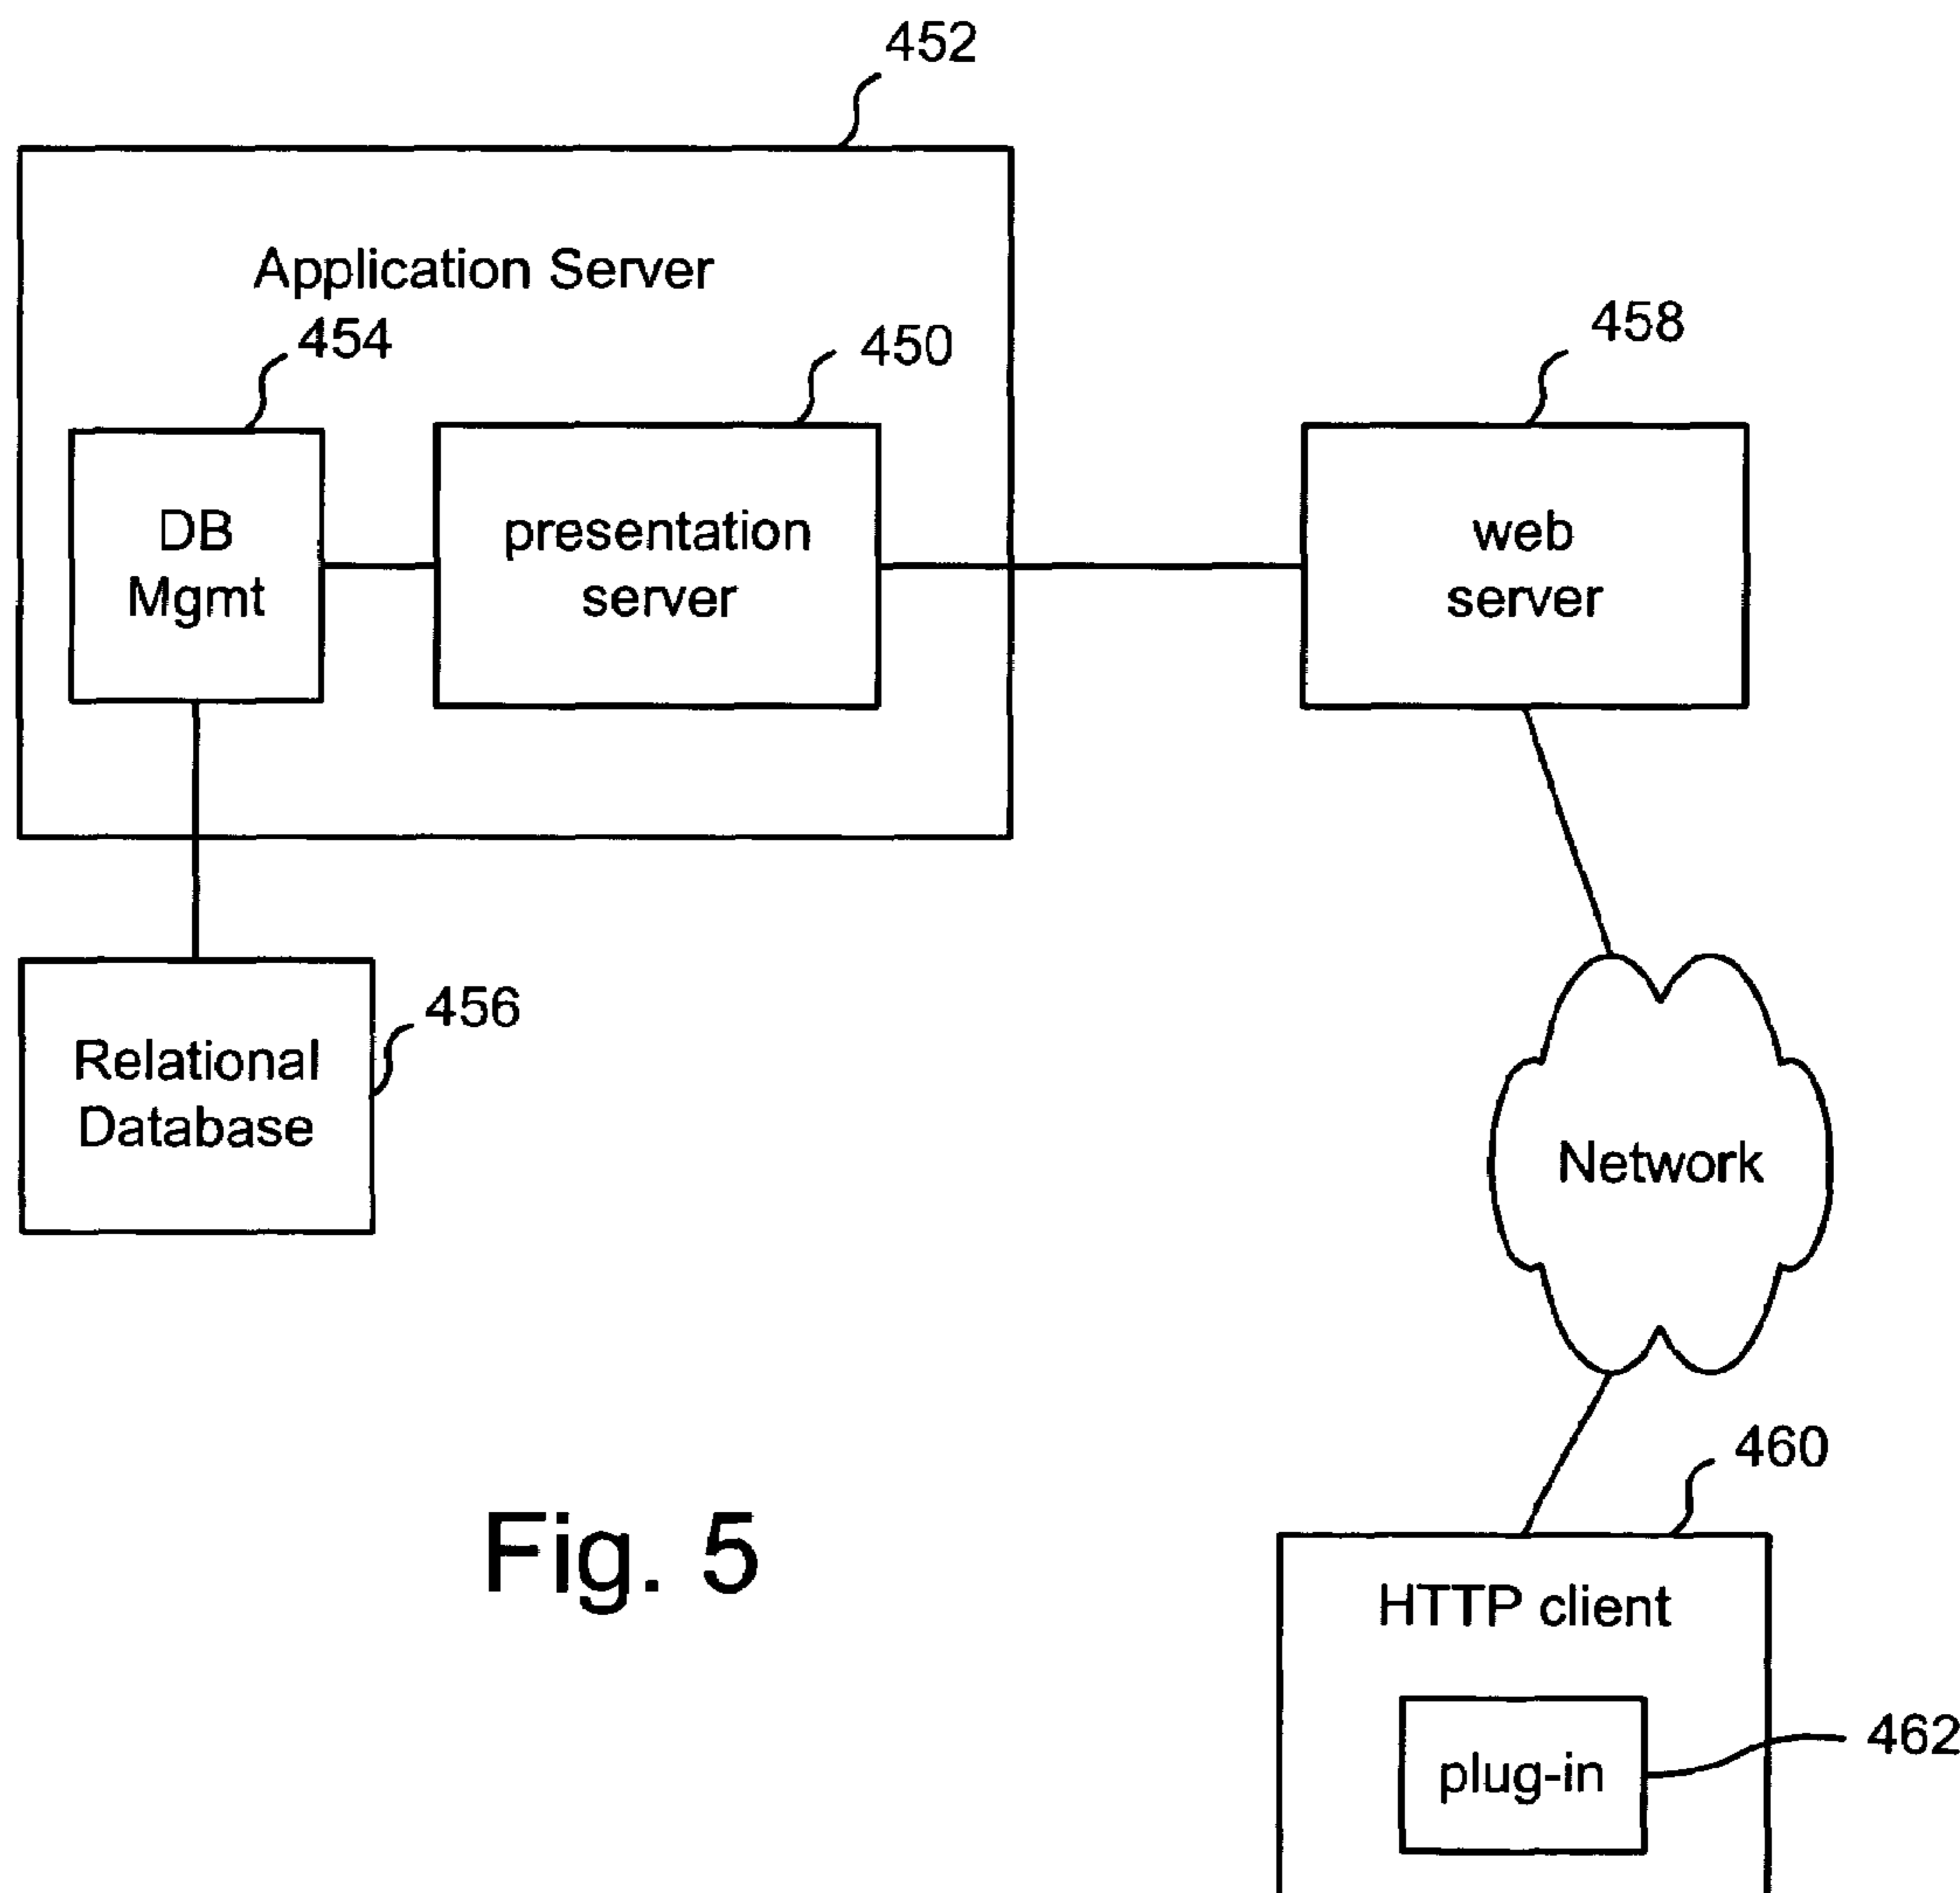 452
Application Server
454
450
458
DB
Mgmt
presentation
server
web
server
456
Relational
Database
Network
460
Fig. 5
HTTP client
462
plug-in